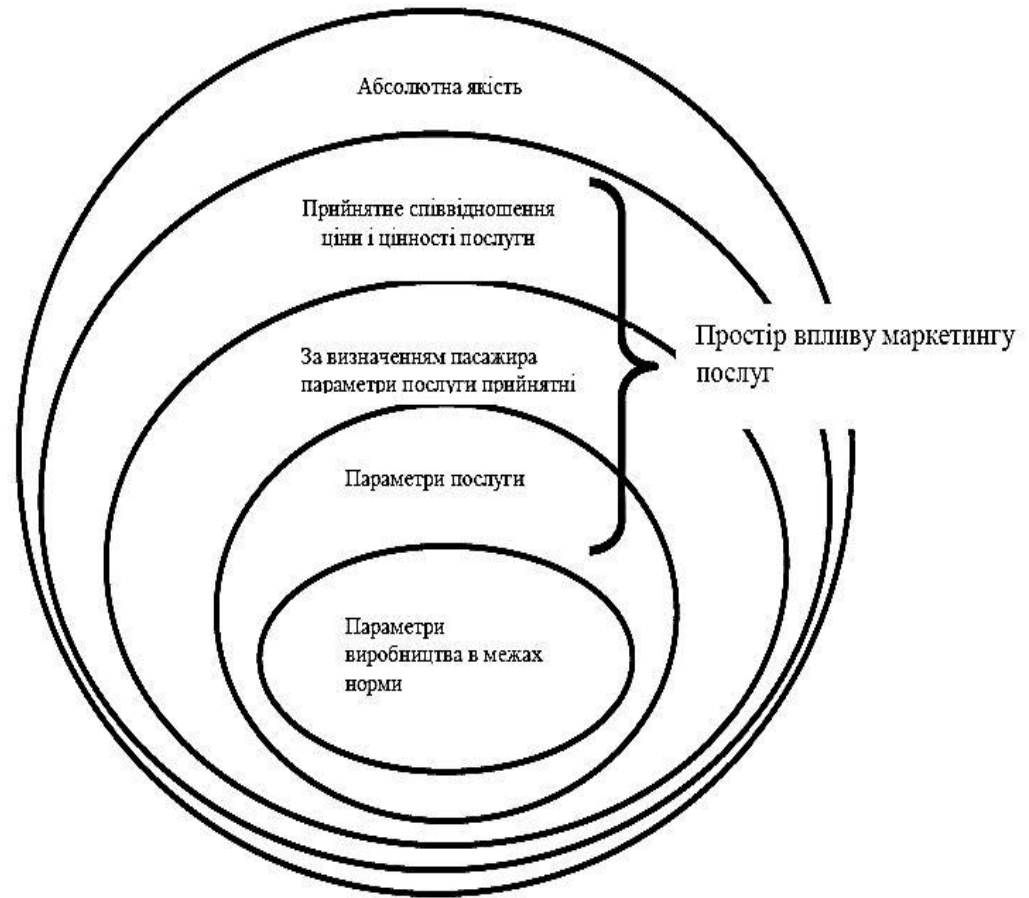 Абсолютна якість
Прийнятне співвідношення
ціни і цінності послуги
За визначенням пасажира
параметри послуги прийнятні
Простір впливу маркетингу
послуг
Параметри послуги
Параметри
виробництва в межах
норми